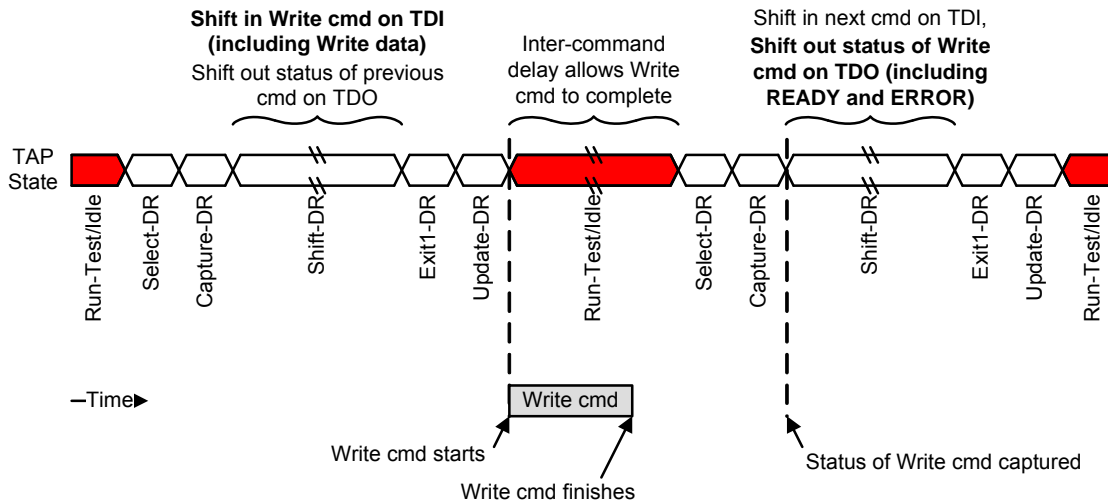 Shift in Write cmd on TDI
(including Write data)
Shift out status of previous
cmd on TDO
Inter-command
delay allows Write
cmd to complete
Shift in next cmd on TDI,
Shift out status of Write
cmd on TDO (including
READY and ERROR)
TAP
State
Run-Test/Idle
Select-DR
Capture-DR
Shift-DR
Exit1-DR
Update-DR
Run-Test/Idle
Select-DR
Capture-DR
Shift-DR
Exit1-DR
Update-DR
Run-Test/Idle
Time
Write cmd
Write cmd starts
Write cmd finishes
Status of Write cmd captured